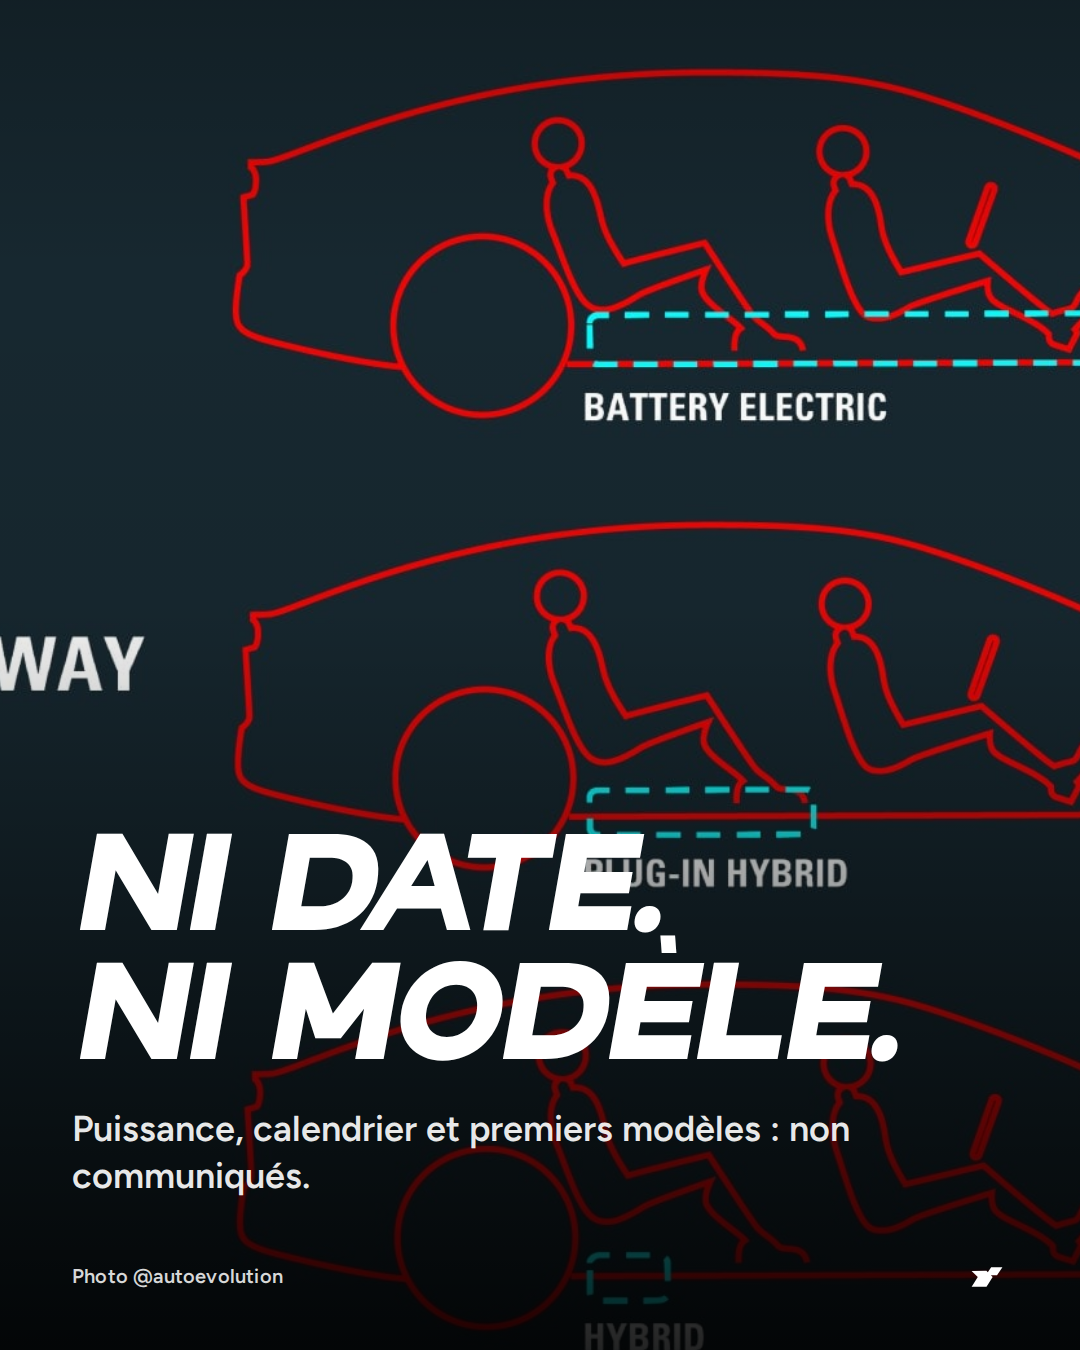 BATTERY ELECTRIC
WAY
PLUG-IN HYBRID
NI DATE.
NI MODÈLE.
Puissance, calendrier et premiers modèles : non
communiqués.
Photo @autoevolution
HYBRID